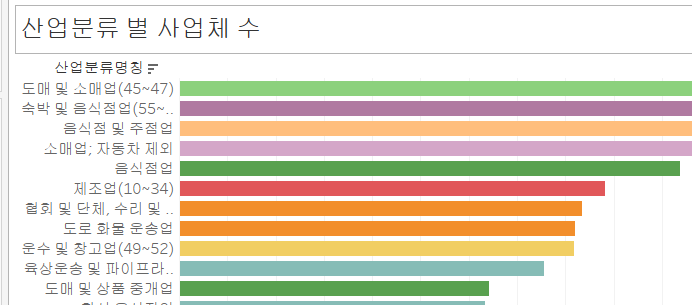 산업분류 별 사업체 수
산업분류명칭
도매 및 소매업(45~47)
숙박 및 음식점업(55~..
음식점 및 주점업
소매업; 자동차 제외
음식점업
제조업(10~34)
협회 및 단체, 수리 및 ..
도로 화물 운송업
운수 및 창고업(49~52)
육상운송 및 파이프라..
도매 및 상품 중개업